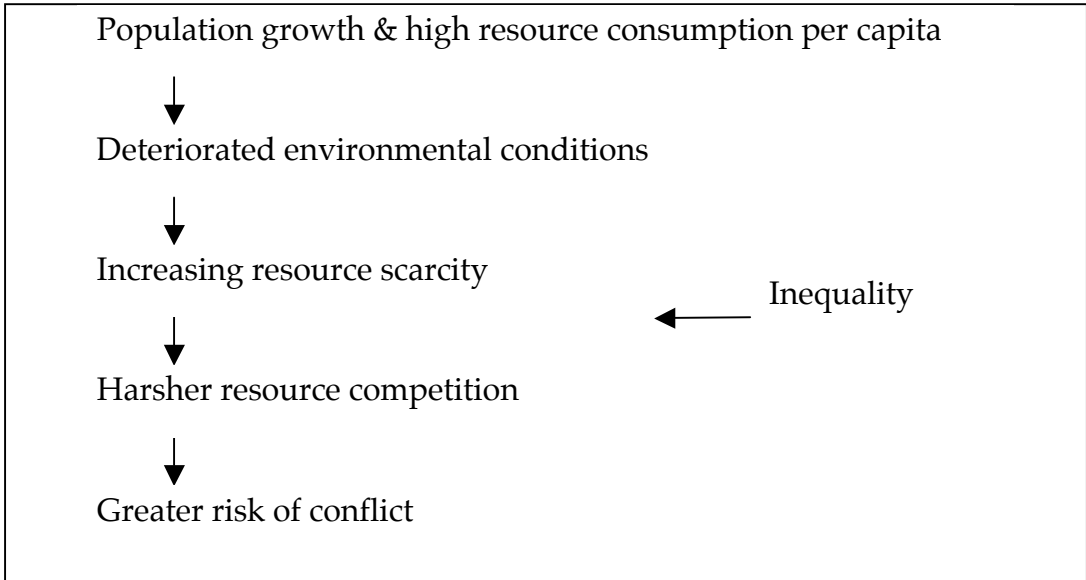 Population growth & high resource consumption per capita
Deteriorated environmental conditions
Increasing resource scarcity
Inequality
Harsher resource competition
Greater risk of conflict